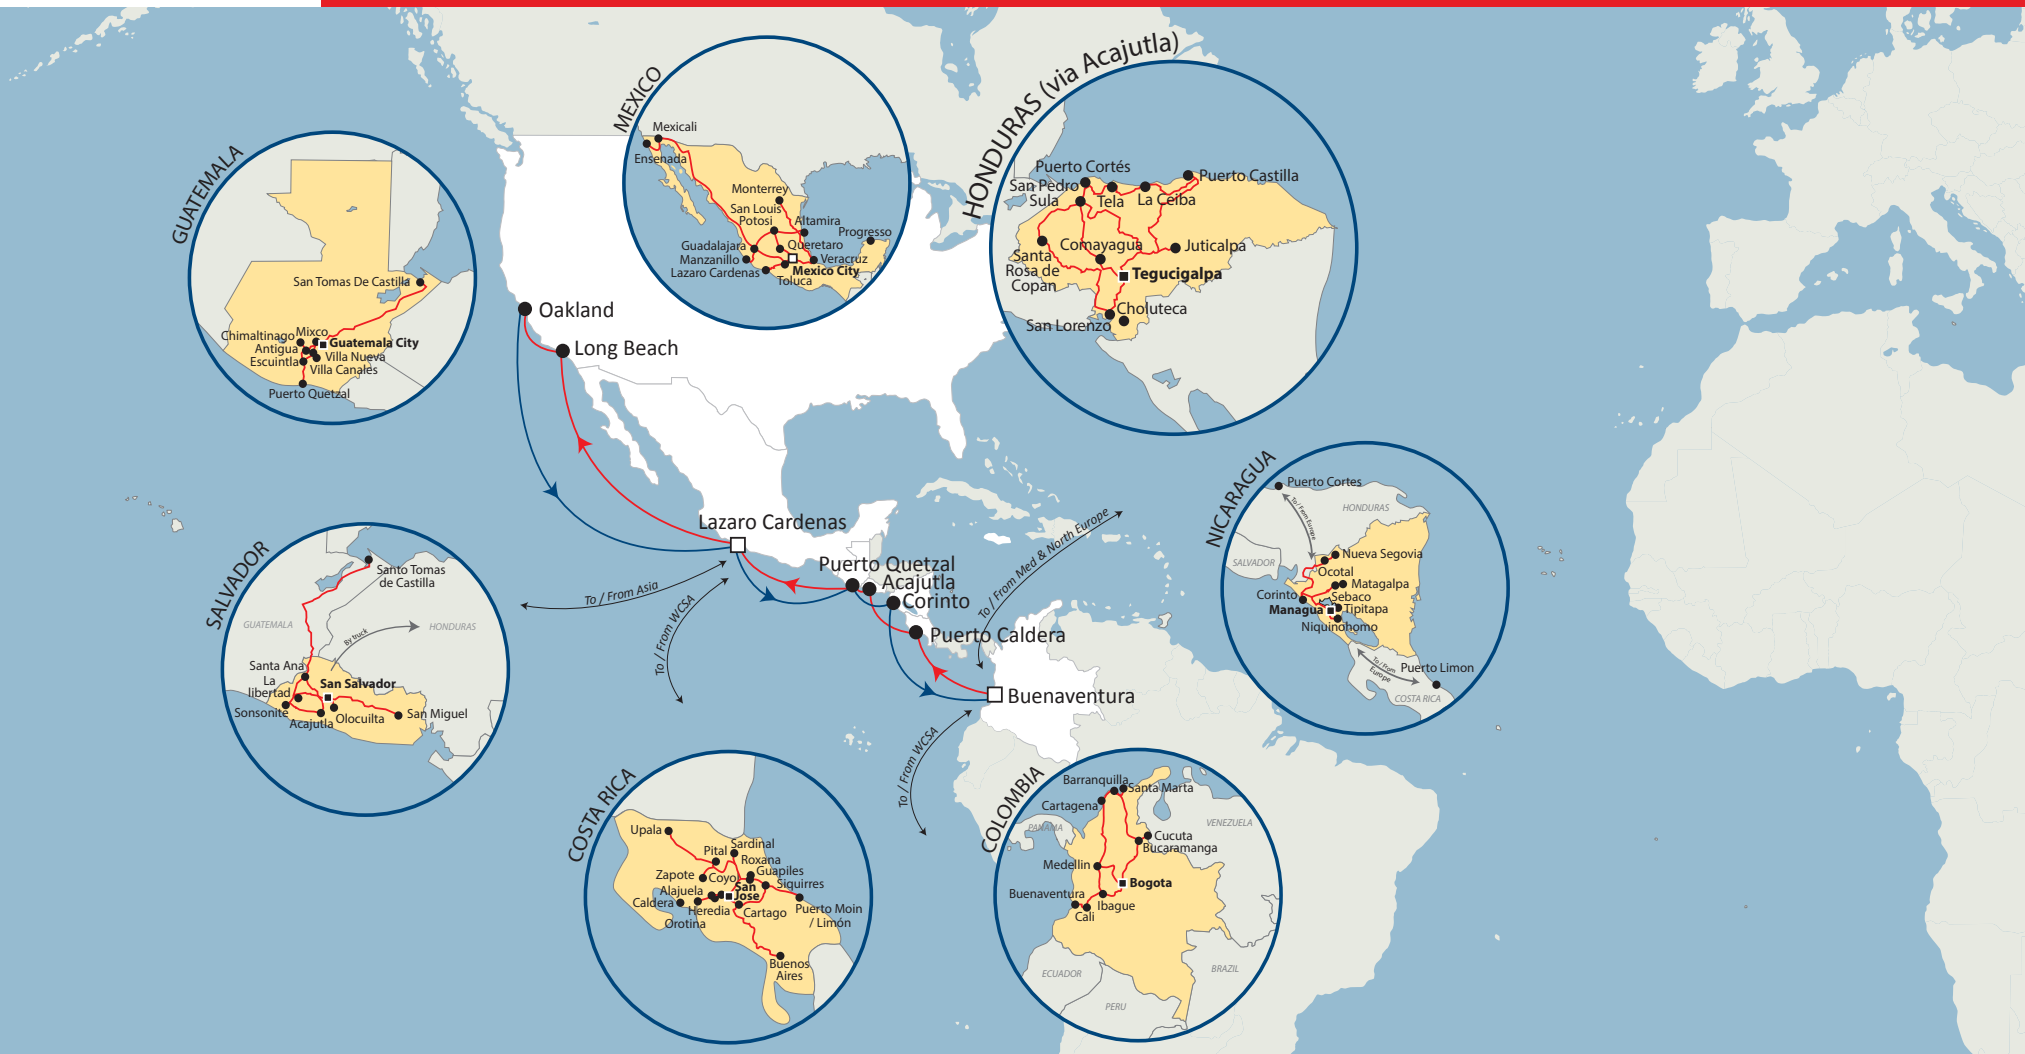 GUATEMALA
San Tomas De Castilla
Chimaltinago
Mixco
Guatemala City
Antigua
Villa Nueva
Escuintla
Villa Canales
Puerto Quetzal
MEXICO
Mexicali
Ensenada
Monterrey
San Louis
Potosi
Altamira
Progresso
Guadalajara
Queretaro
Manzanillo
Veracruz
Lazaro Cardenas
Mexico City
Toluca
HONDURAS (via Acajutla)
Puerto Cortés
Puerto Castilla
San Pedro
Sula
Tela
La Ceiba
Comayagua
Juticalpa
Santa
Rosa de
Copan
Tegucigalpa
Choluteca
San Lorenzo
Oakland
Long Beach
Lazaro Cardenas
Puerto Quetzal
Acajutla
Corinto
Puerto Caldera
Buenaventura
To / From Asia
To / From WCSA
To / From Med & North Europe
To / From WCSA
NICARAGUA
Puerto Cortes
To / From Europe
HONDURAS
SALVADOR
Nueva Segovia
Ocotal
Matagalpa
Corinto
Sebaco
Managua
Tipitapa
Niquinohomo
To / From
Europe
Puerto Limon
COSTA RICA
SALVADOR
Santo Tomas
de Castilla
GUATEMALA
By truck
HONDURAS
Santa Ana
La
libertad
San Salvador
Sonsonite
Acajutla
Olocuilta
San Miguel
COSTA RICA
Upala
Pital
Sardinal
Roxana
Zapote
Coyol
Guapiles
Alajuela
San
Jose
Siquirres
Caldera
Heredia
Cartago
Puerto Moin
/ Limón
Orotina
Buenos
Aires
COLOMBIA
Barranquilla
Santa Marta
Cartagena
PANAMA
VENEZUELA
Cucuta
Bucaramanga
Medellin
Bogota
Buenaventura
Ibague
Cali
ECUADOR
BRAZIL
PERU